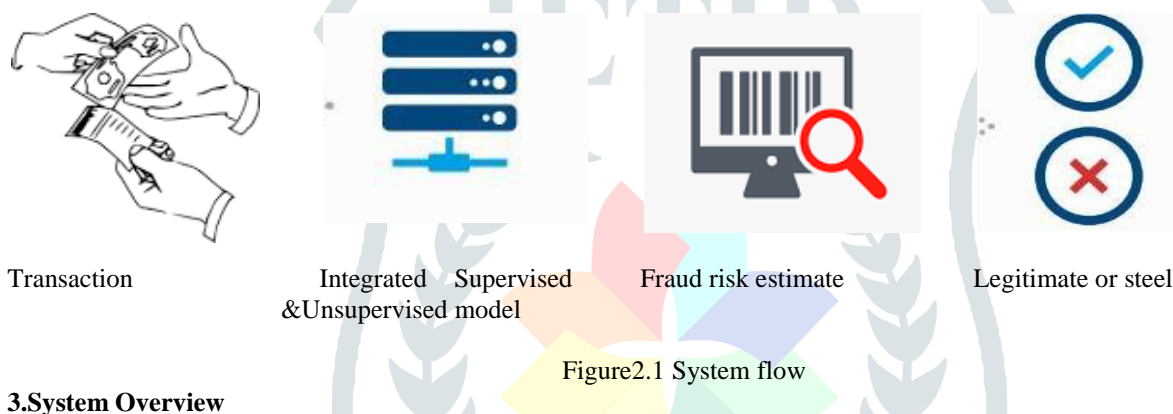 Transaction Integrated Supervised Fraud risk estimate Legitimate or steel
&Unsupervised model
Figure2.1 System flow
3.System Overview